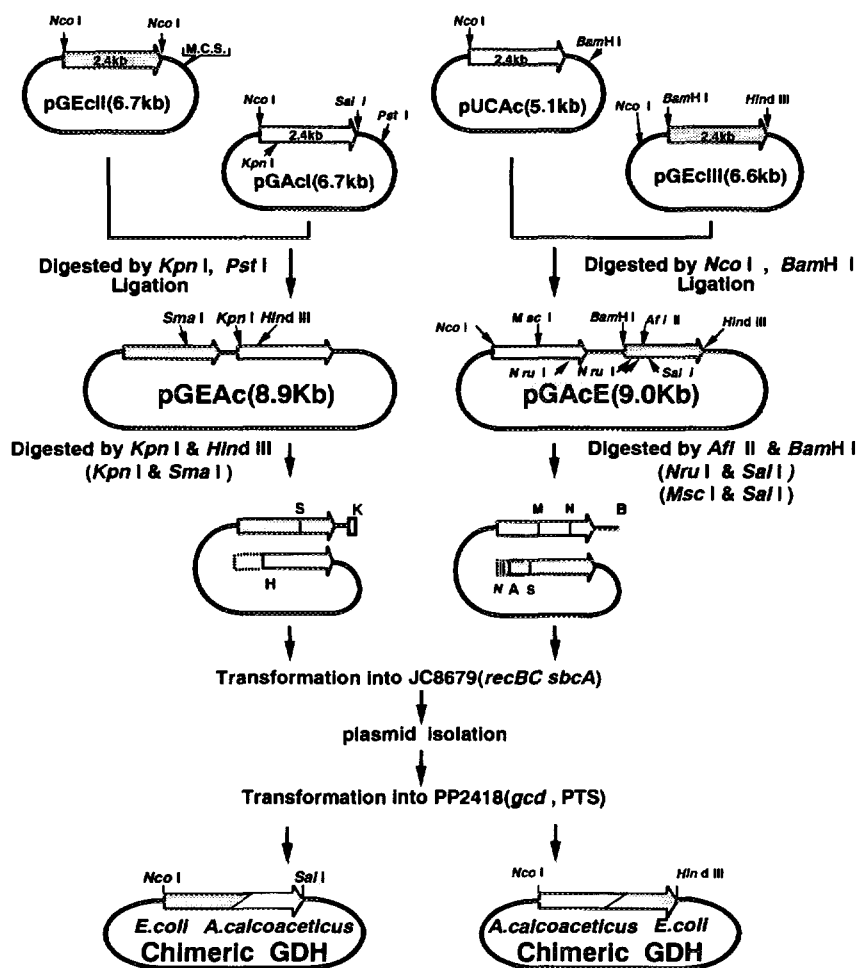 Nco I Nco I
M.C.S.
2.4kb
pGEcII(6.7kb)
Nco I Sal I
Pst I
2.4kb
Kpn I
pGAcI(6.7kb)
Nco I
BamH I
2.4kb
pUCAc(5.1kb)
Nco I BamH I Hind III
2.4kb
pGEcIII(6.6kb)
Digested by Kpn I, Pst I
Ligation
Digested by Nco I , BamH I
Ligation
Sma I Kpn I Hind III
pGEAc(8.9Kb)
Nco I Msc I BamH I Afl II Hind III
Nru I Nru I Sal I
pGAcE(9.0Kb)
Digested by Kpn I & Hind III
(Kpn I & Sma I)
Digested by Afl II & BamH I
(Nru I & Sal I)
(Msc I & Sal I)
S K
H
M N B
N A S
Transformation into JC8679(recBC sbcA)
plasmid isolation
Transformation into PP2418(gcd , PTS)
Nco I Sal I
E.coli A.calcoaceticus
Chimeric GDH
Nco I Hind III
A.calcoaceticus E.coli
Chimeric GDH